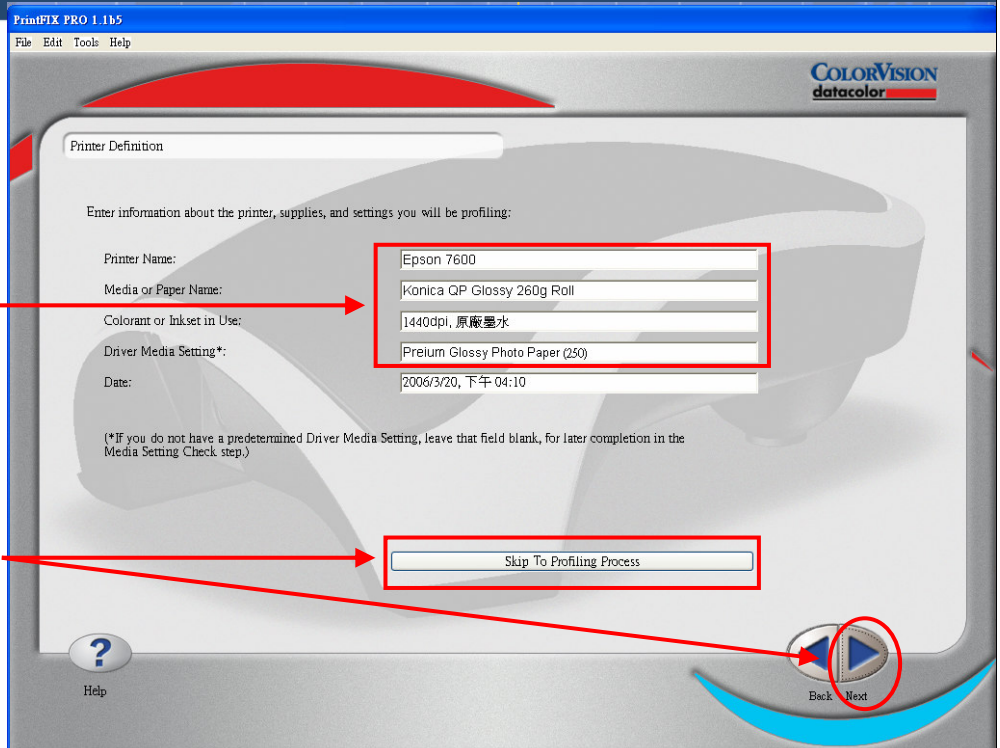 PrintFIX PRO 1.1b5
File Edit Tools Help
COLORVISION
datacolor
Printer Definition
Enter information about the printer, supplies, and settings you will be profiling:
Printer Name: Epson 7600
Media or Paper Name: Konica QP Glossy 260g Roll
Colorant or Inkset in Use: 1440dpi, 原廠墨水
Driver Media Setting*: Preium Glossy Photo Paper (250)
Date: 2006/3/20, 下午 04:10
(*If you do not have a predetermined Driver Media Setting, leave that field blank, for later completion in the
Media Setting Check step.)
Skip To Profiling Process
?
Help
Back Next